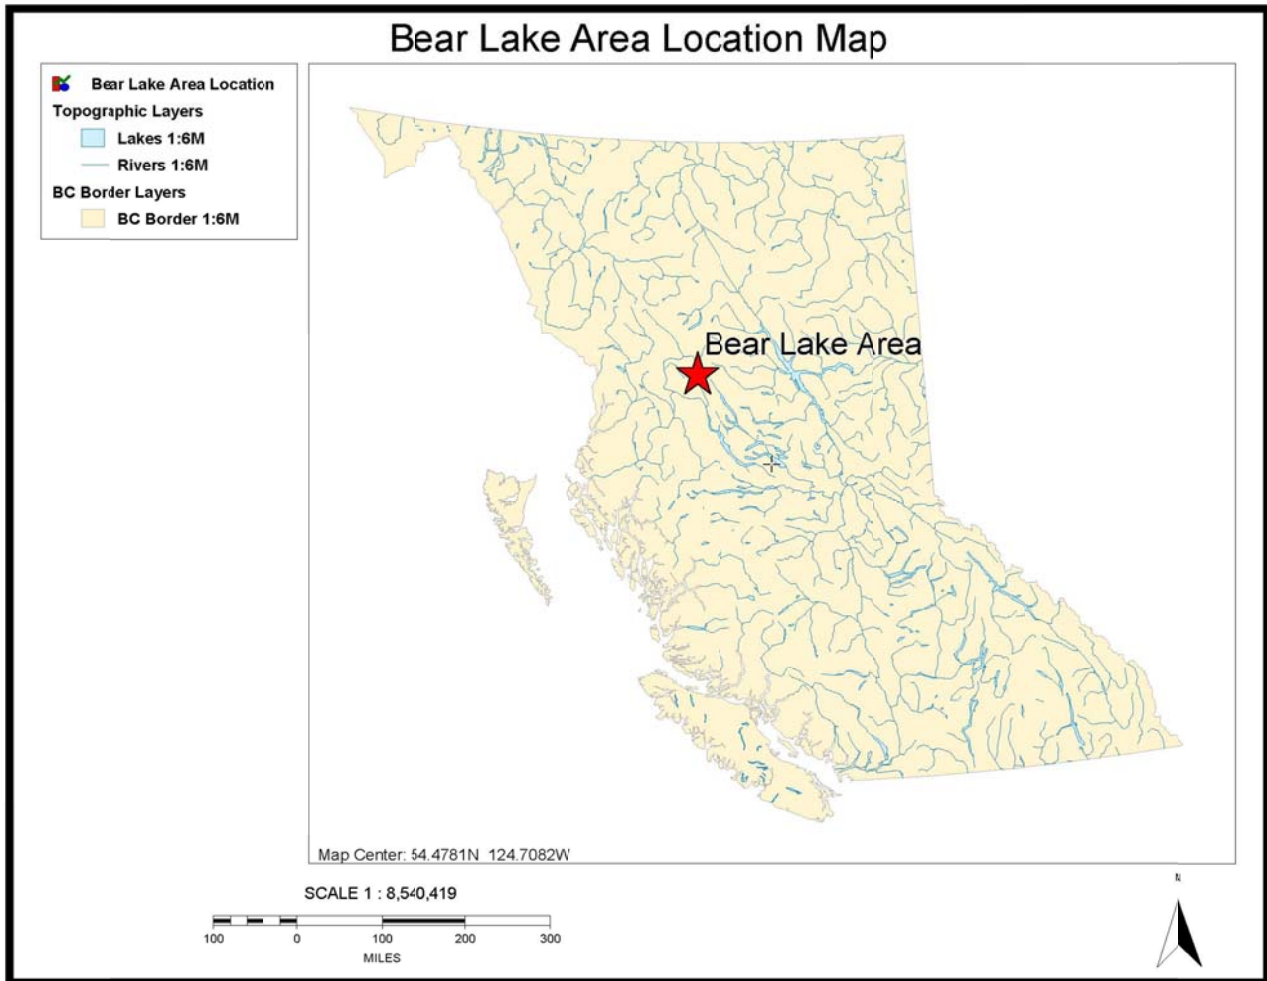 Bear Lake Area Location Map
Bear Lake Area Location
Topographic Layers
Lakes 1:6M
Rivers 1:6M
BC Border Layers
BC Border 1:6M
Bear Lake Area
Map Center: 54.4781N 124.7082W
SCALE 1 : 8,540,419
100 0 100 200 300
MILES
N